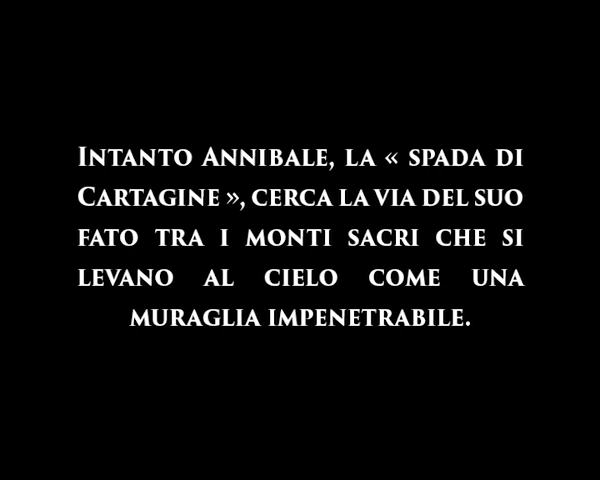 Intanto Annibale, la « spada di
Cartagine », cerca la via del suo
fato tra i monti sacri che si
levano al cielo come una
muraglia impenetrabile.